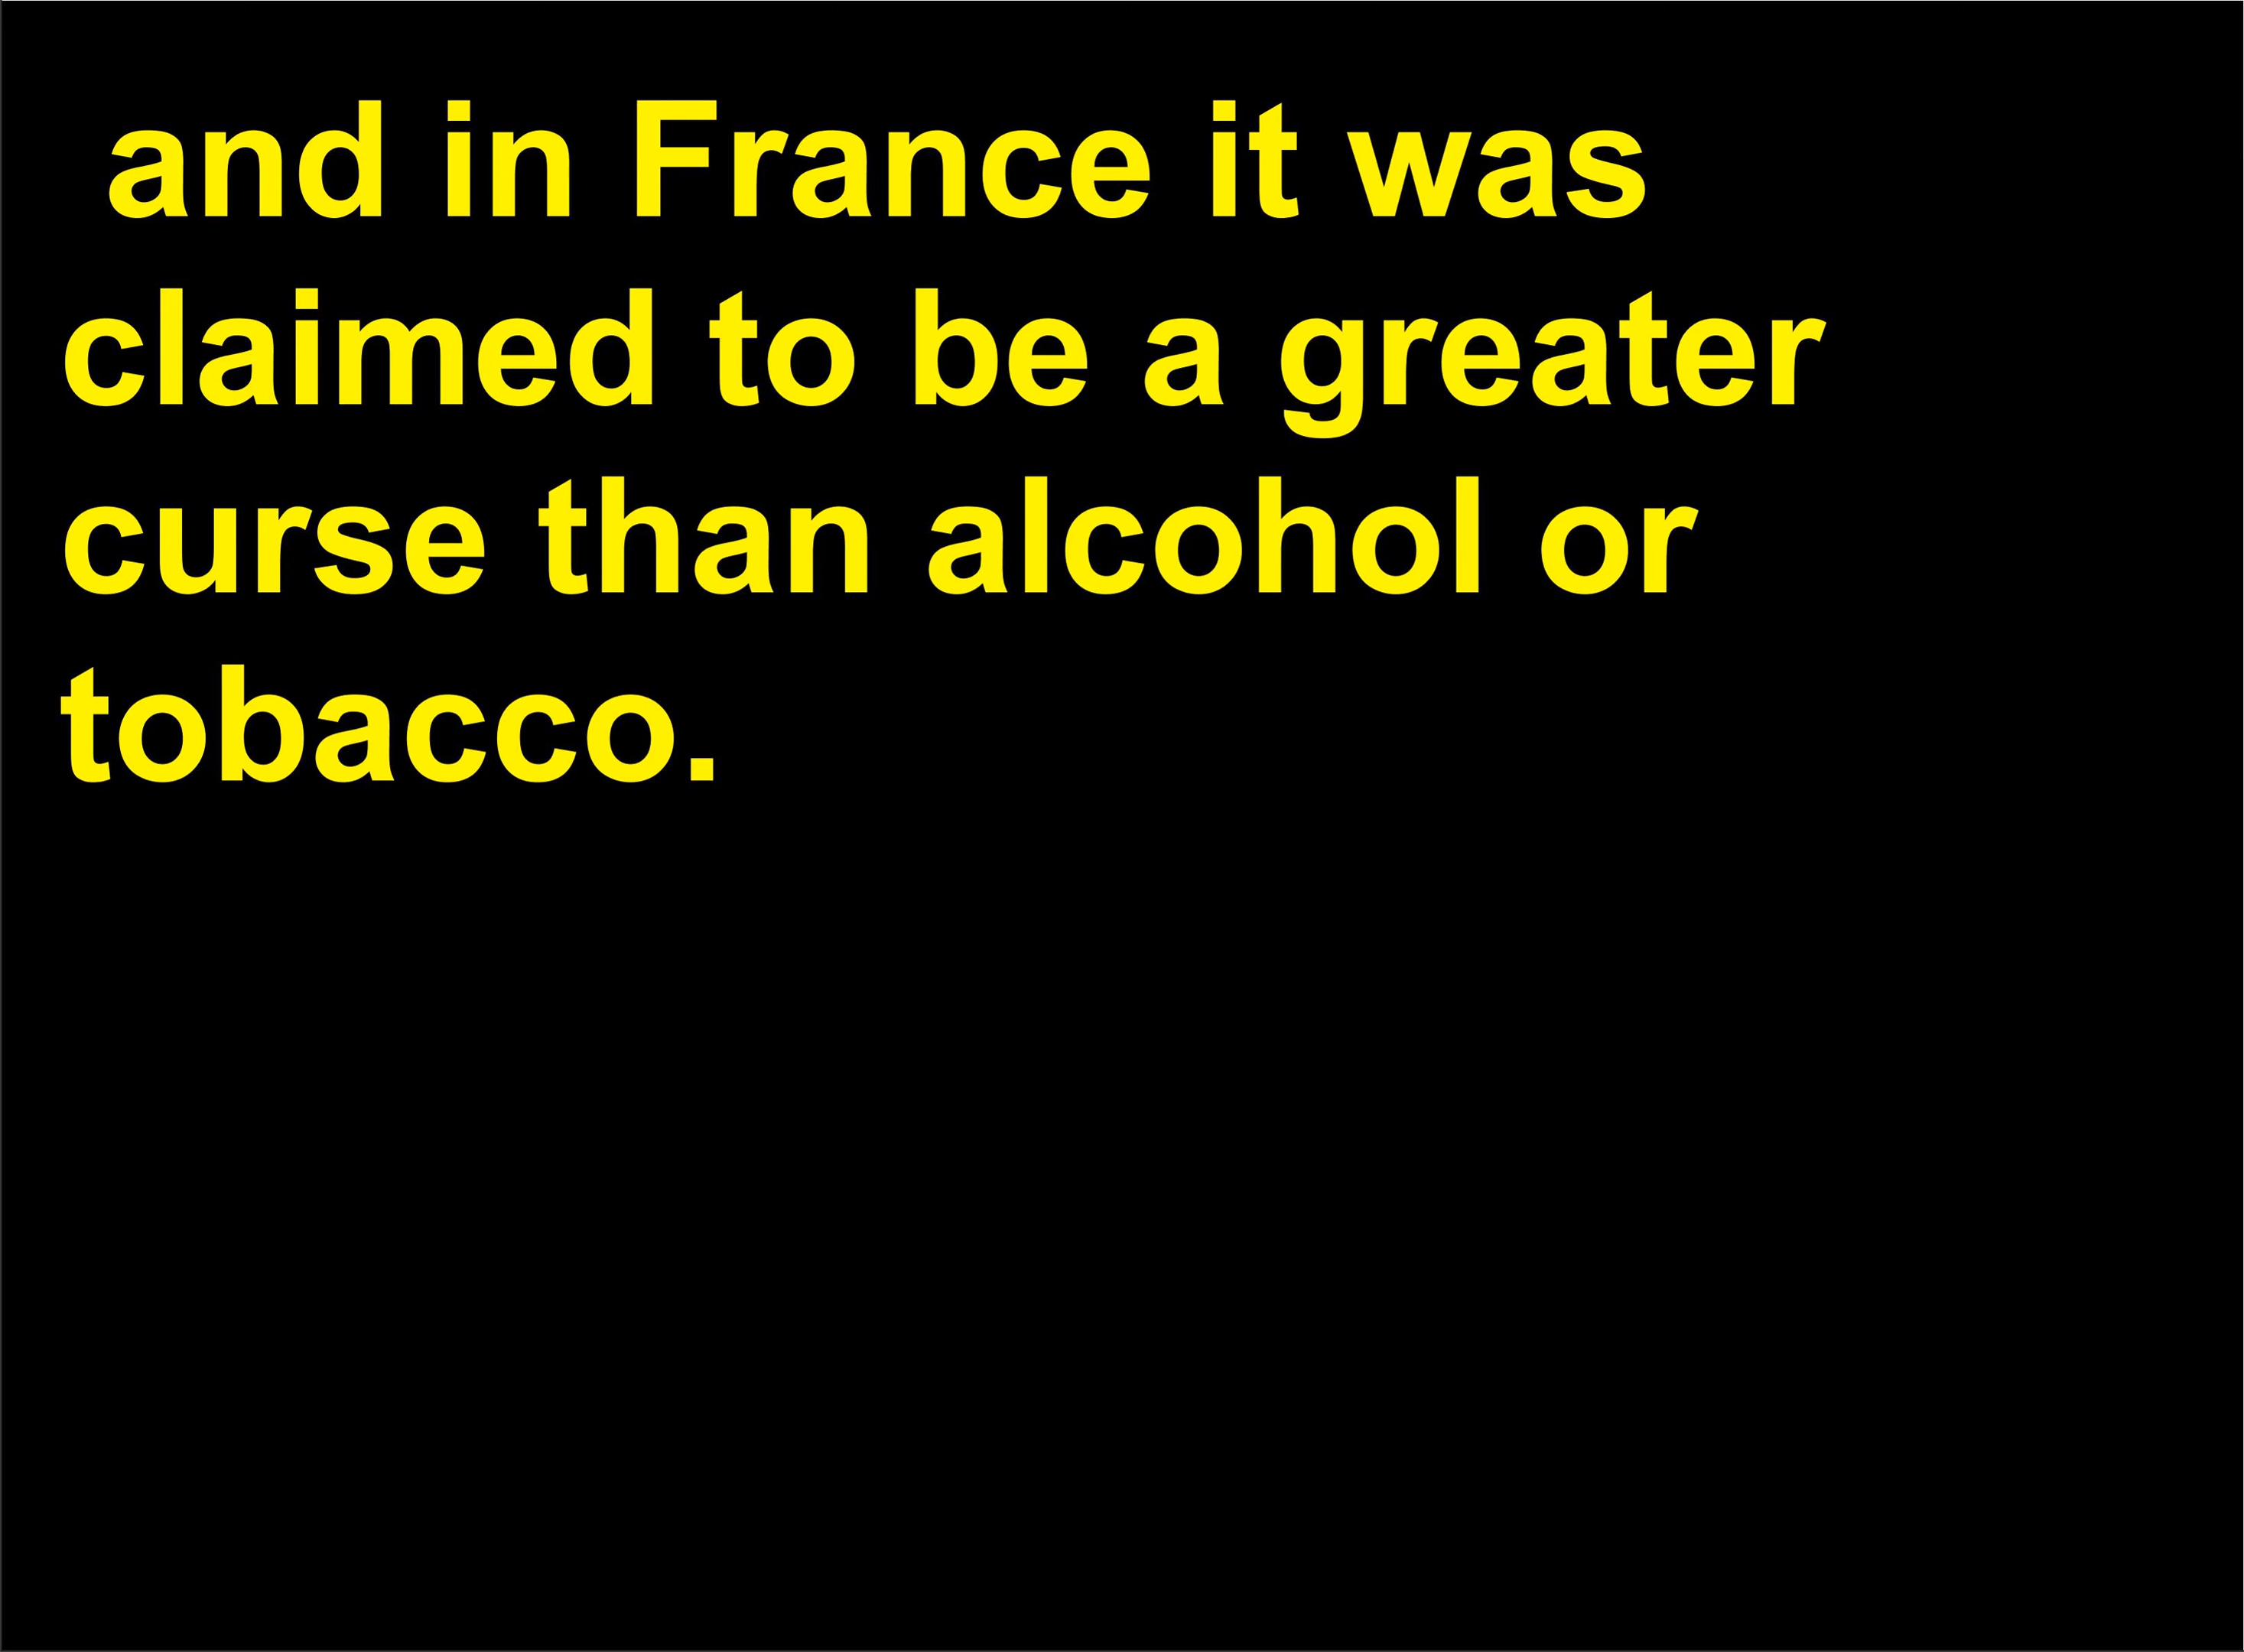 and in France it was
claimed to be a greater
curse than alcohol or
tobacco.